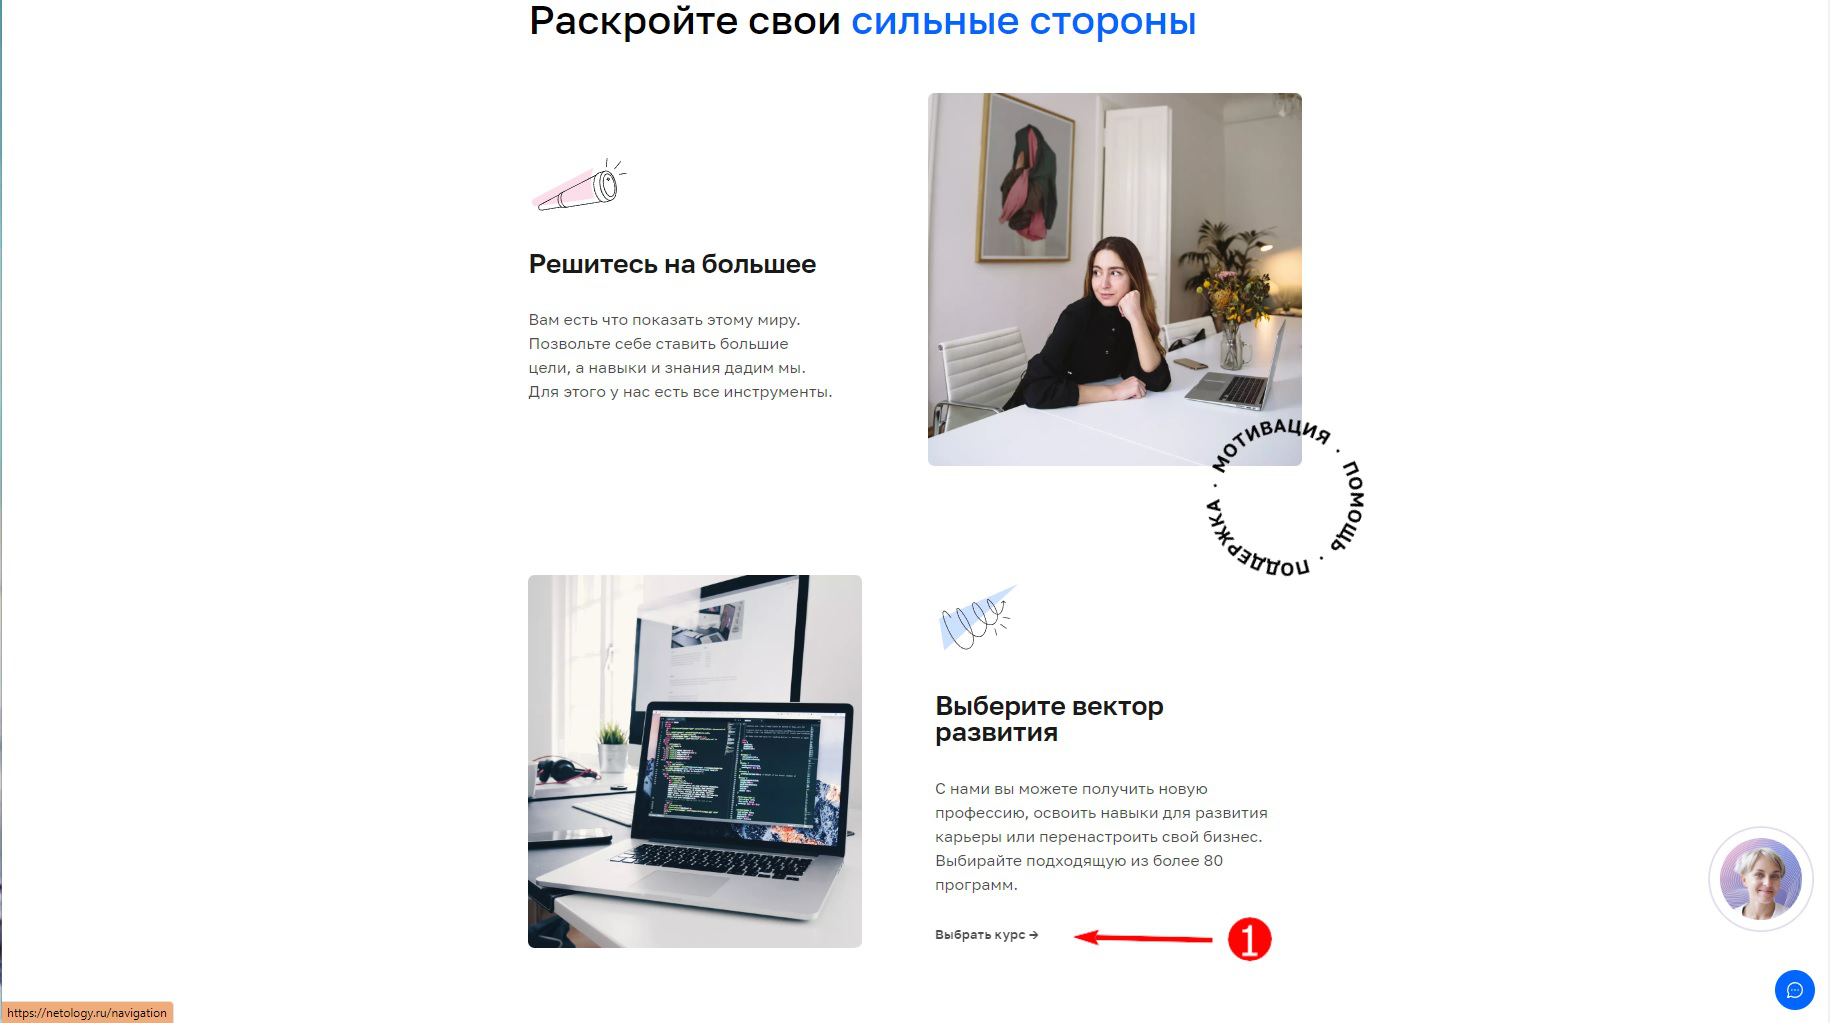 Раскройте свои сильные стороны
Решитесь на большее
Вам есть что показать этому миру.
Позвольте себе ставить большие
цели, а навыки и знания дадим мы.
Для этого у нас есть все инструменты.
МОТИВАЦИЯ · ПОМОЩЬ · ПОДДЕРЖКА ·
Выберите вектор
развития
С нами вы можете получить новую
профессию, освоить навыки для развития
карьеры или перенастроить свой бизнес.
Выбирайте подходящую из более 80
программ.
Выбрать курс →
1
https://netology.ru/navigation